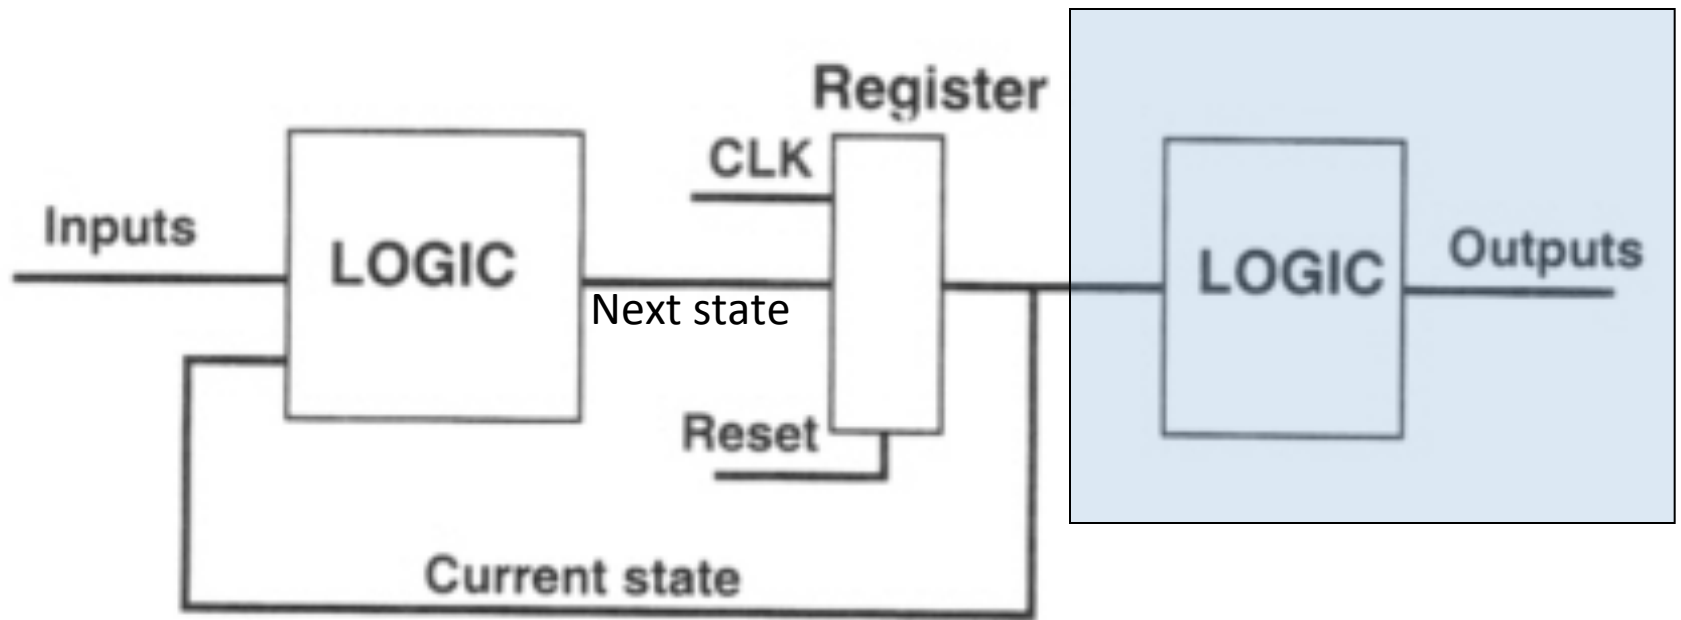 Register
CLK
Inputs
LOGIC
Next state
LOGIC
Outputs
Reset
Current state